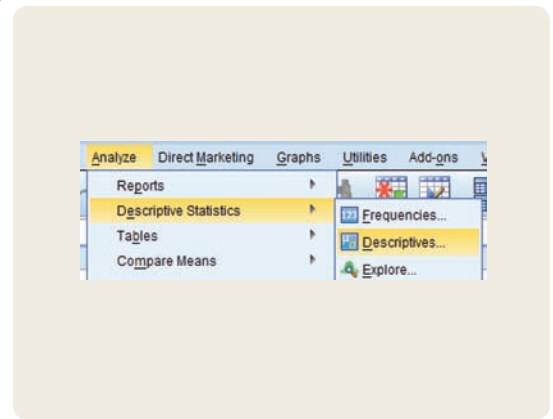 Analyze Direct Marketing Graphs Utilities Add-ons
Reports
Descriptive Statistics
Tables
Compare Means
Frequencies...
Descriptives...
Explore...